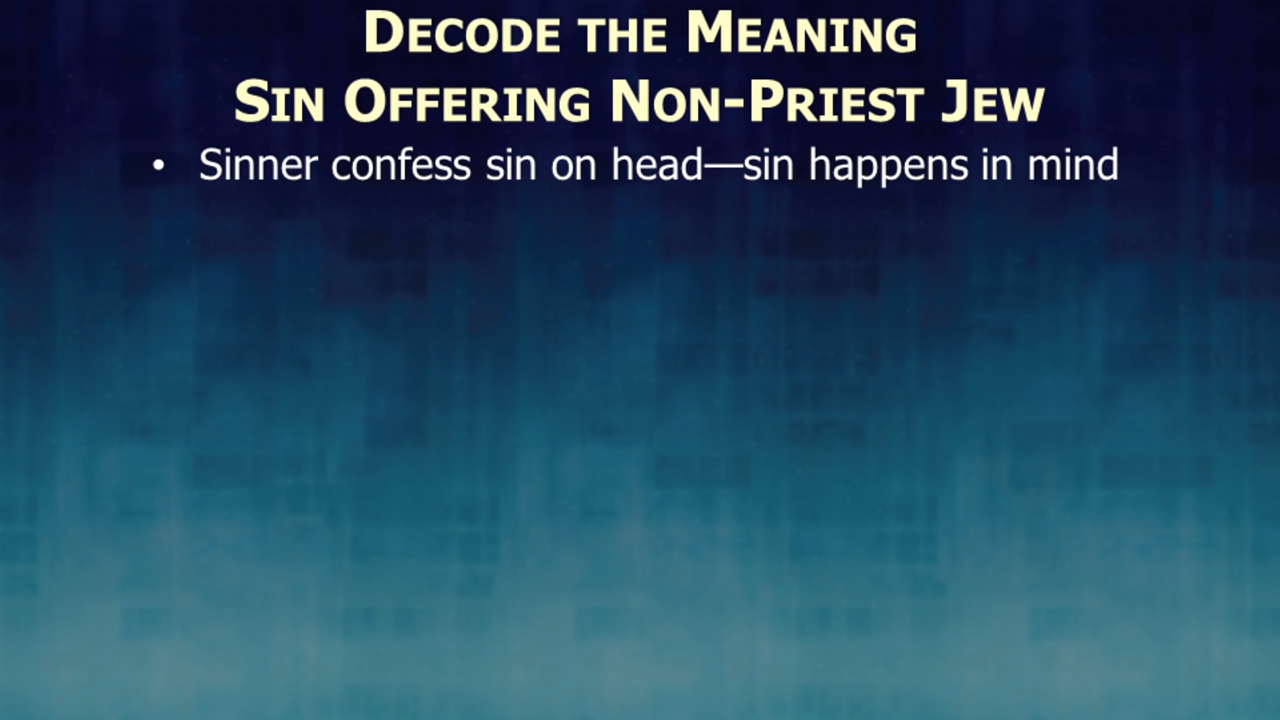 Decode the Meaning
Sin Offering Non-Priest Jew
• Sinner confess sin on head—sin happens in mind